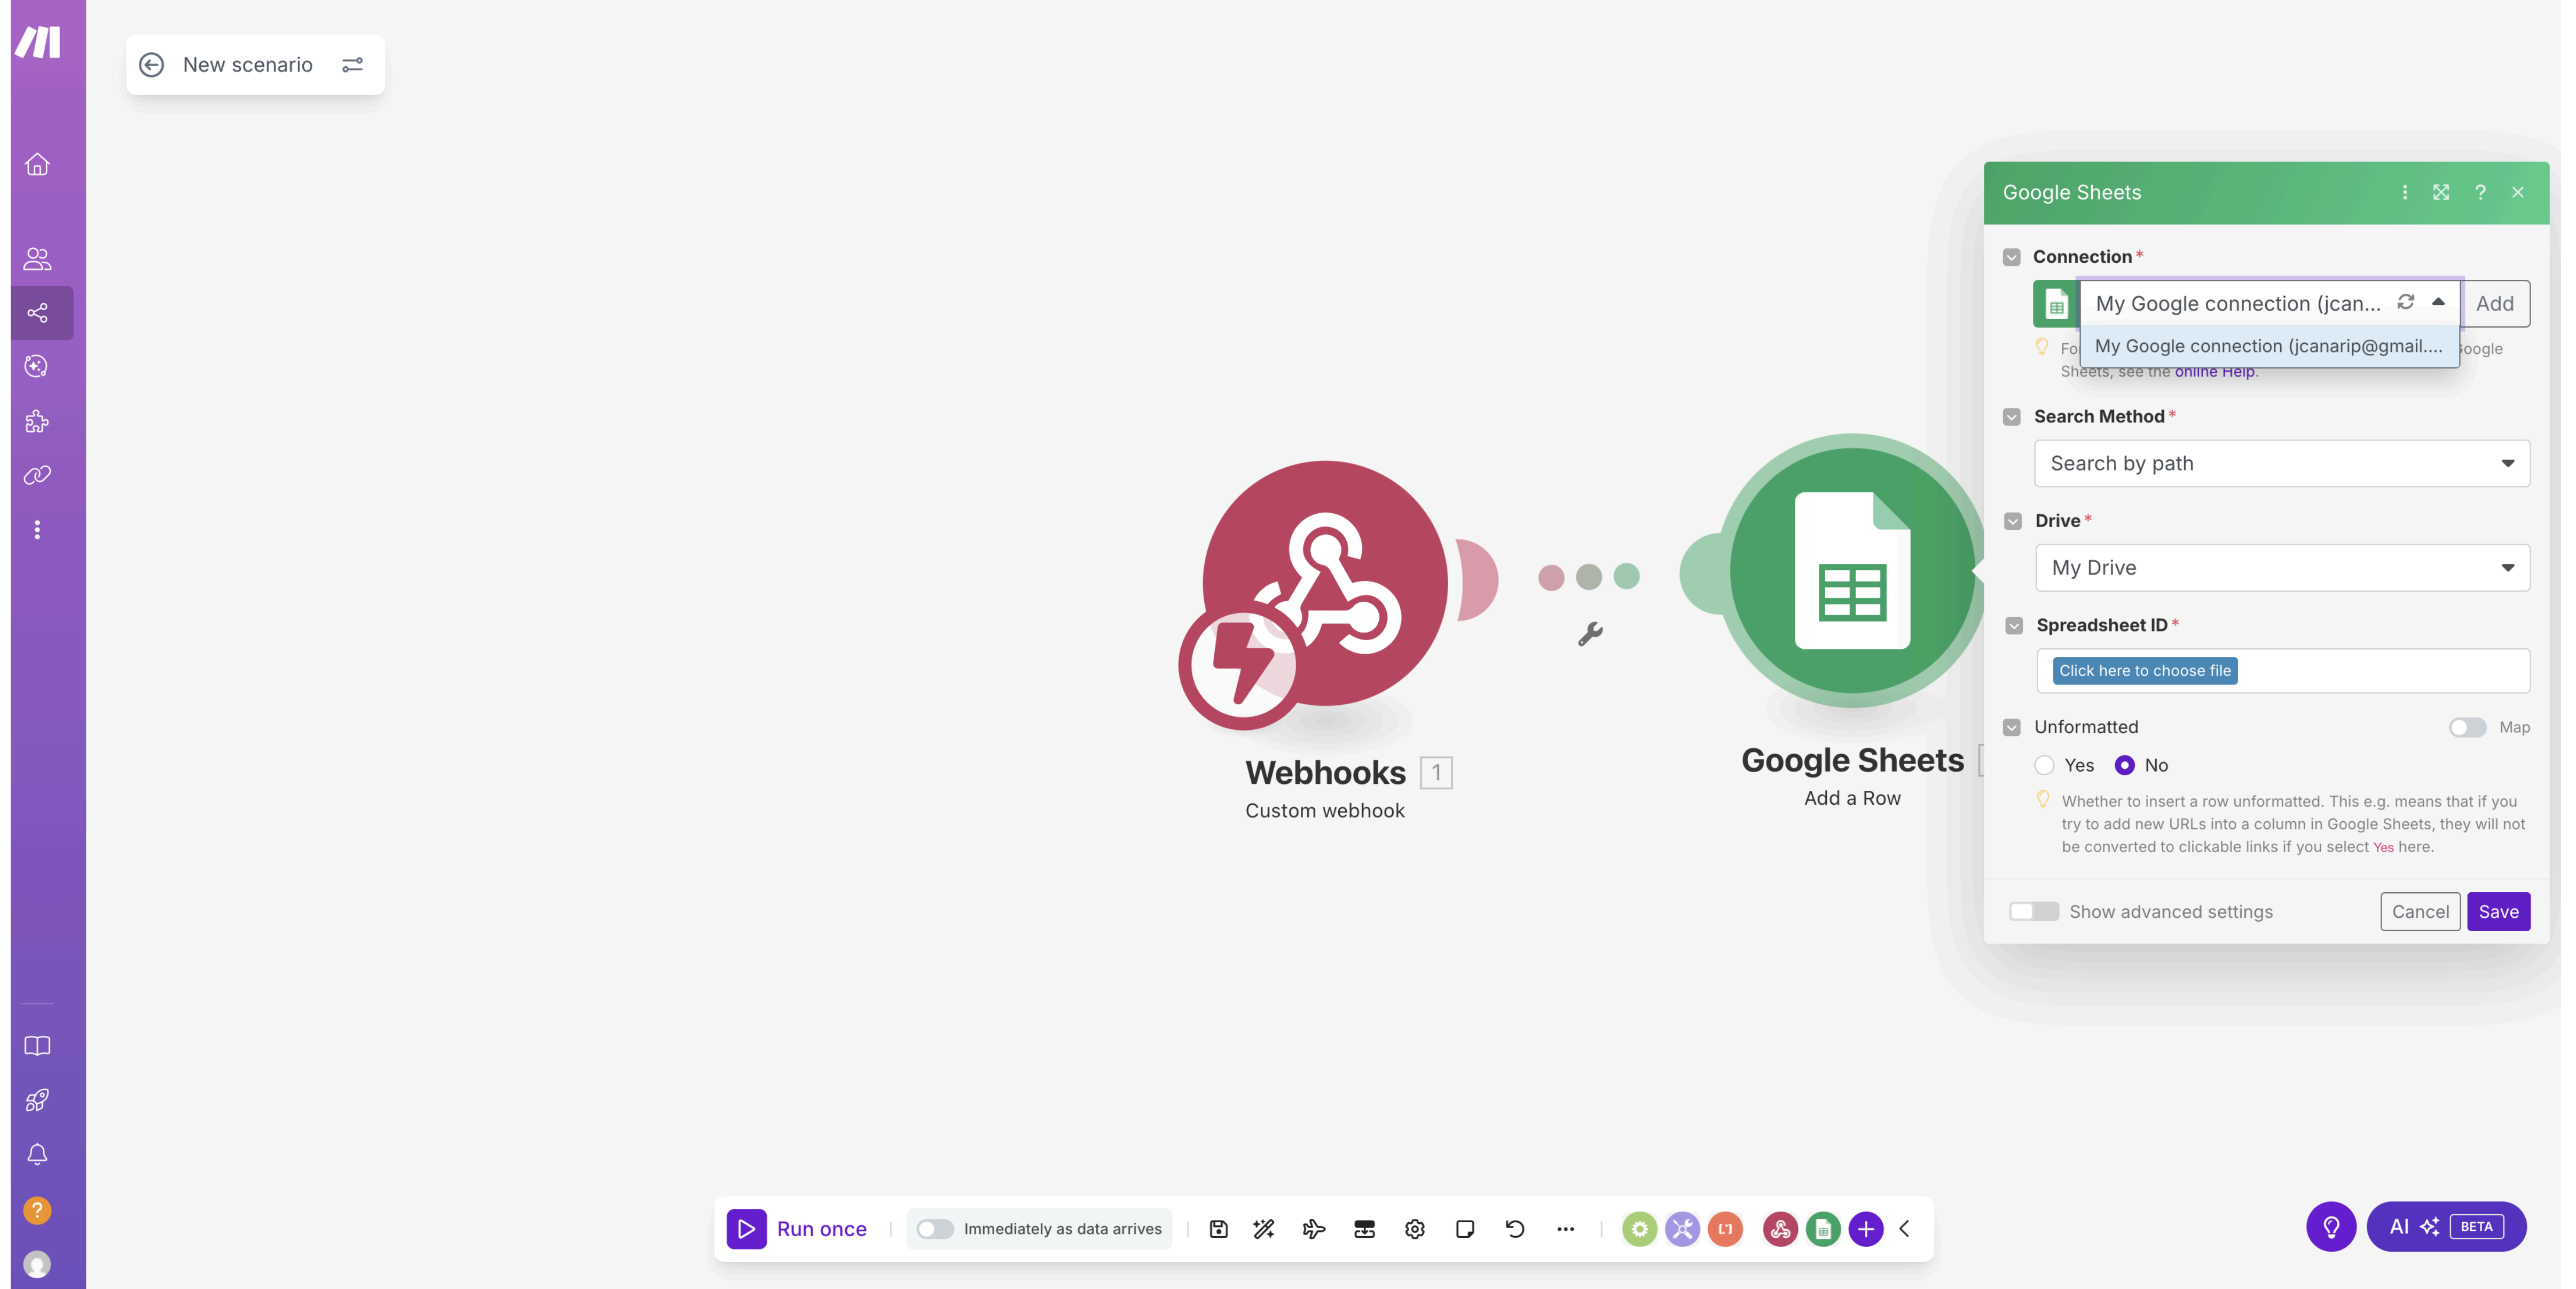 New scenario
Google Sheets
?
Connection *
My Google connection (jcan...
Add
My Google connection (jcanarip@gmail....
Fo
Google
Sheets, see the online Help.
Search Method *
Search by path
Drive *
My Drive
Spreadsheet ID *
Click here to choose file
Unformatted
Map
Yes
No
Whether to insert a row unformatted. This e.g. means that if you
try to add new URLs into a column in Google Sheets, they will not
be converted to clickable links if you select Yes here.
Show advanced settings
Cancel
Save
Webhooks 1
Custom webhook
Google Sheets
Add a Row
?
Run once
Immediately as data arrives
AI BETA